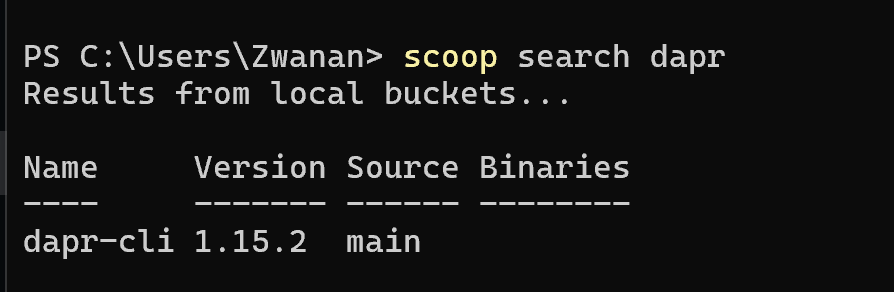 PS C:\Users\Zwanan> scoop search dapr
Results from local buckets...
Name     Version Source Binaries
----     ------- ------ --------
dapr-cli 1.15.2  main